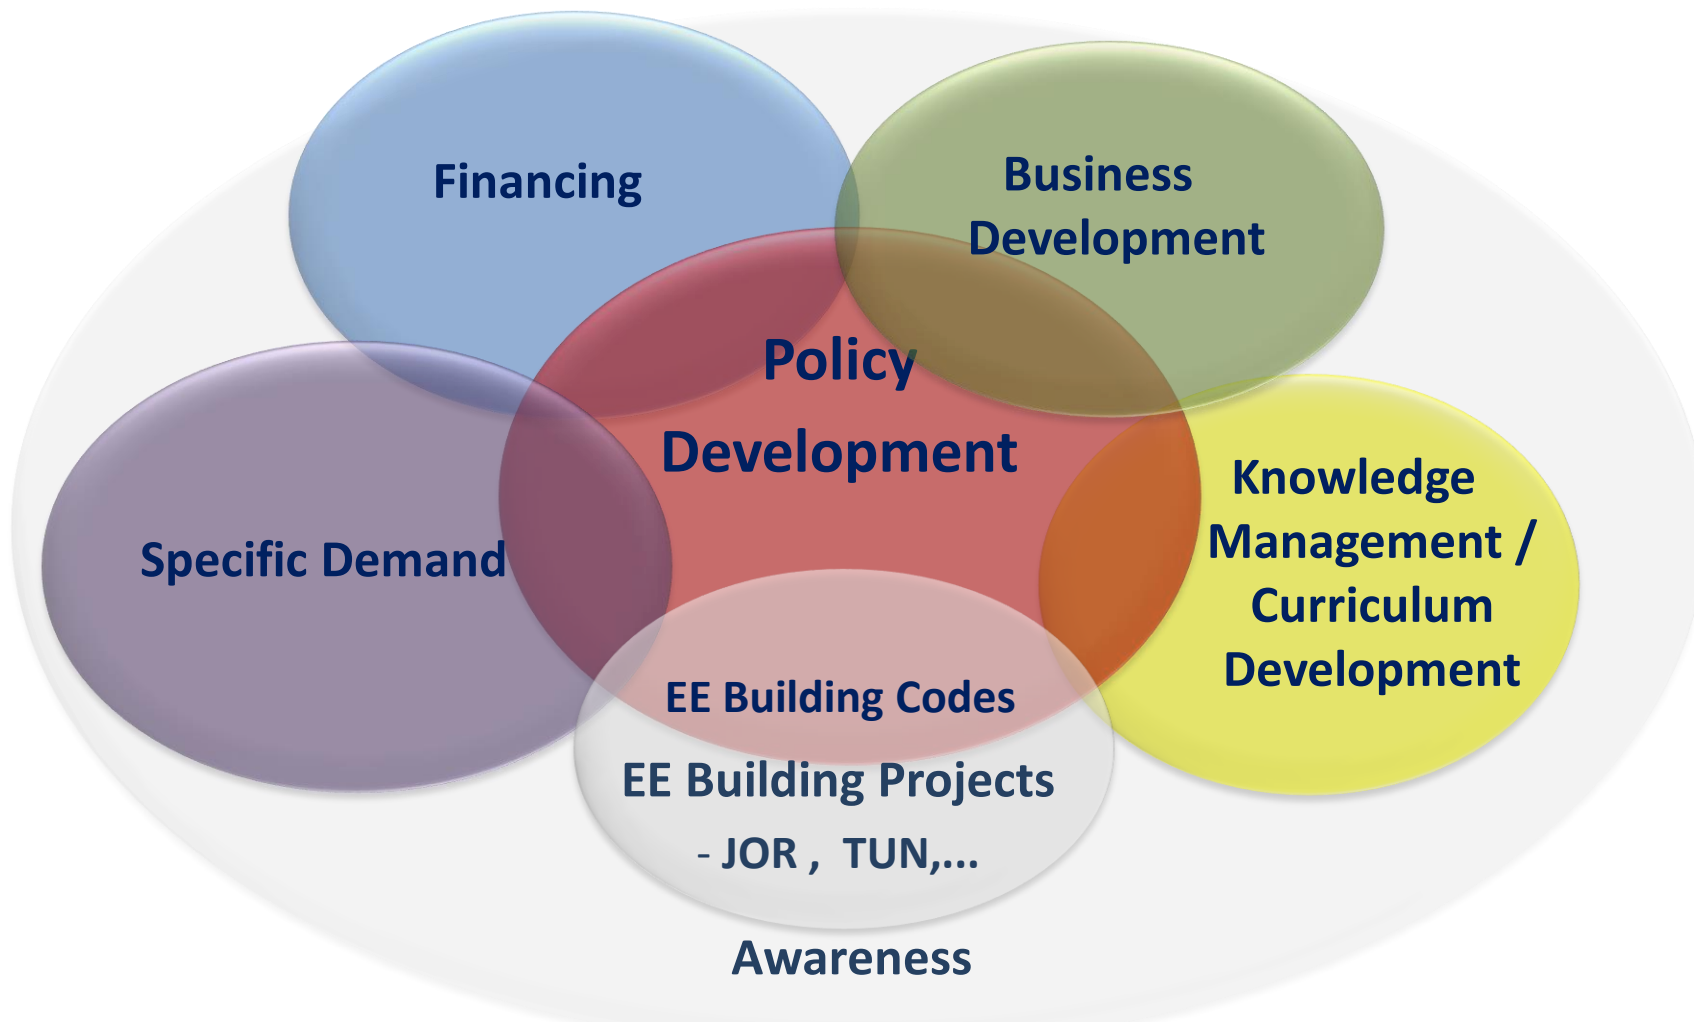 Financing
Business
Development
Policy
Development
Specific Demand
Knowledge
Management /
Curriculum
Development
EE Building Codes
EE Building Projects
- JOR ,  TUN,...
Awareness